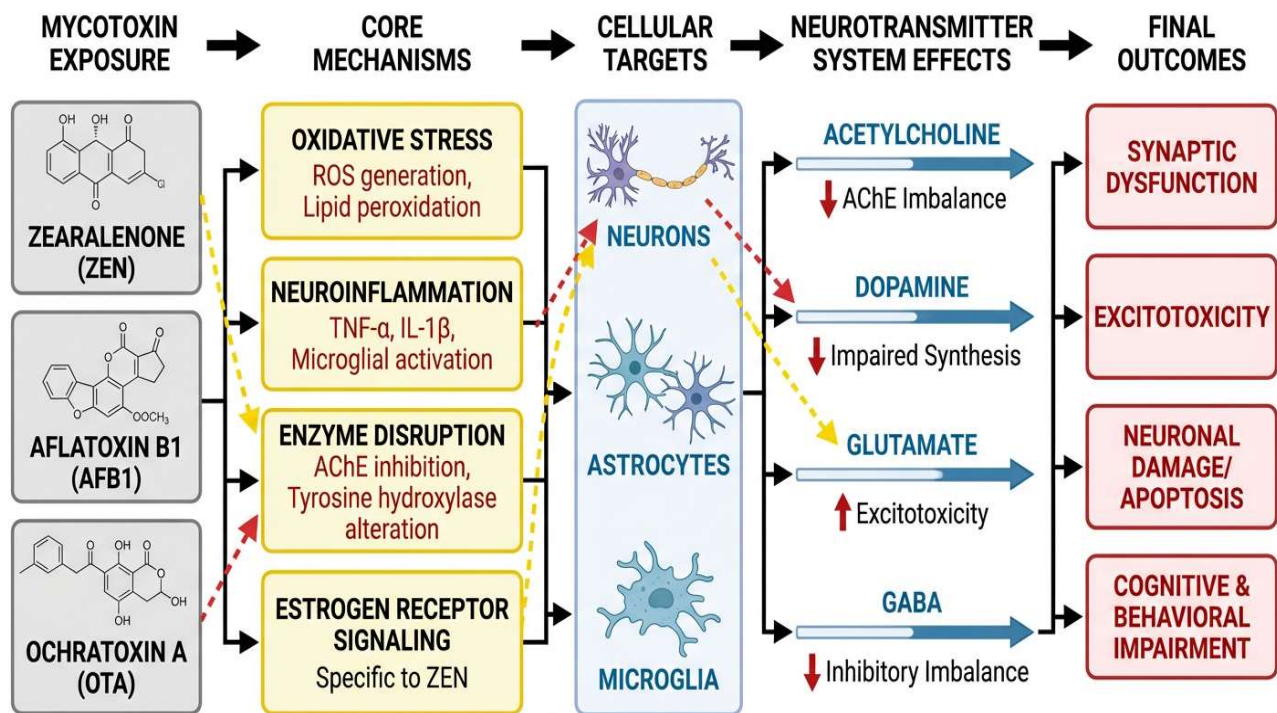 MYCOTOXIN
EXPOSURE
CORE
MECHANISMS
CELLULAR
TARGETS
NEUROTRANSMITTER
SYSTEM EFFECTS
FINAL
OUTCOMES
OH
OH
O
Cl
O
ZEARALENONE
(ZEN)
O
O
O
O
OOCH₃
AFLATOXIN B1
(AFB1)
O
OH
O
O
OH
OH
OCHRATOXIN A
(OTA)
OXIDATIVE STRESS
ROS generation,
Lipid peroxidation
NEUROINFLAMMATION
TNF-α, IL-1β,
Microglial activation
ENZYME DISRUPTION
AChE inhibition,
Tyrosine hydroxylase
alteration
ESTROGEN RECEPTOR
SIGNALING
Specific to ZEN
NEURONS
ASTROCYTES
MICROGLIA
ACETYLCHOLINE
AChE Imbalance
DOPAMINE
Impaired Synthesis
GLUTAMATE
Excitotoxicity
GABA
Inhibitory Imbalance
SYNAPTIC
DYSFUNCTION
EXCITOTOXICITY
NEURONAL
DAMAGE/
APOPTOSIS
COGNITIVE &
BEHAVIORAL
IMPAIRMENT